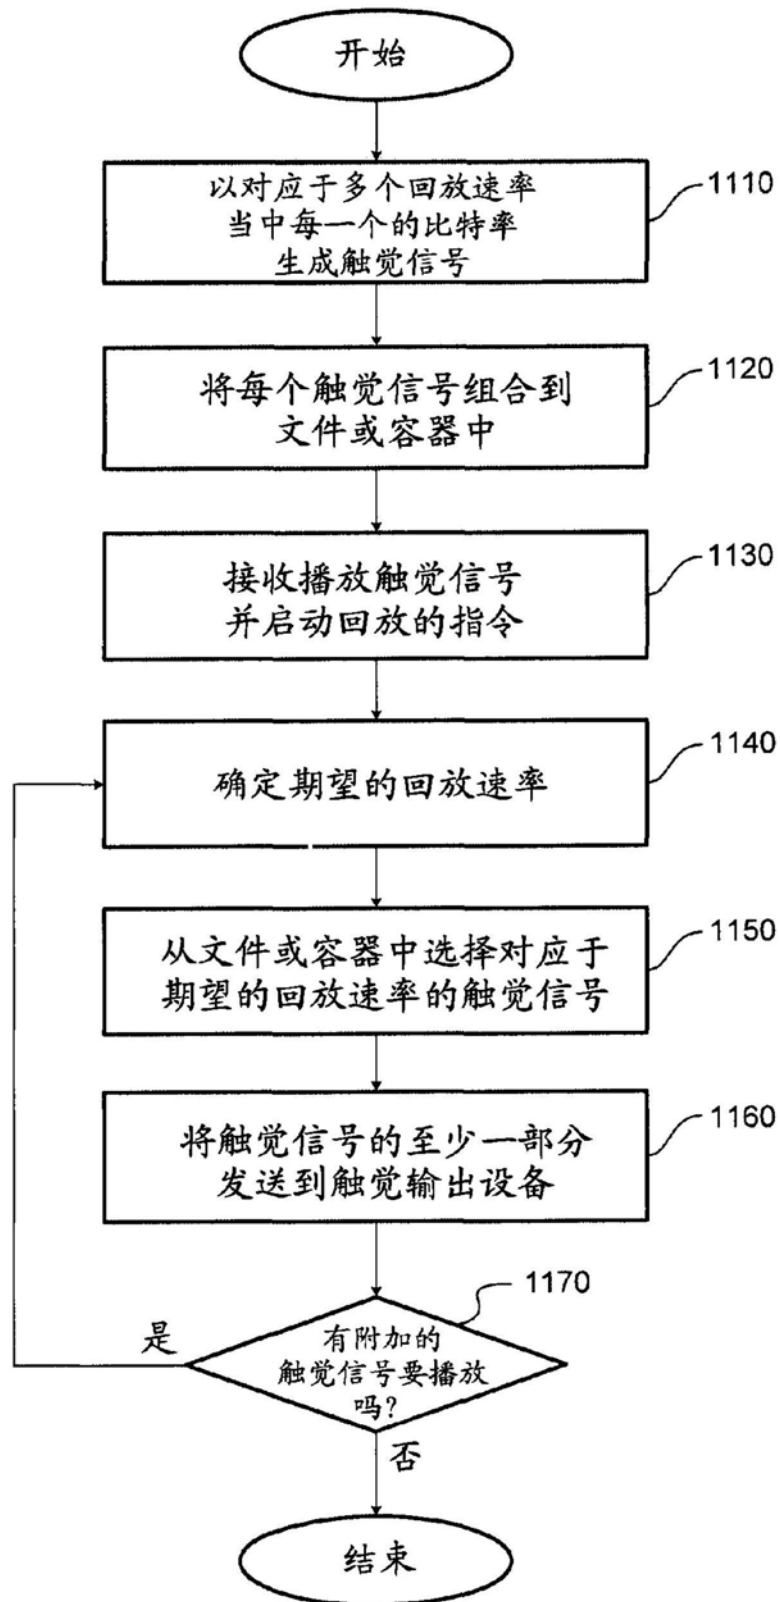 开始
以对应于多个回放速率
当中每一个的比特率
生成触觉信号
1110
将每个触觉信号组合到
文件或容器中
1120
接收播放触觉信号
并启动回放的指令
1130
确定期望的回放速率
1140
从文件或容器中选择对应于
期望的回放速率的触觉信号
1150
将触觉信号的至少一部分
发送到触觉输出设备
1160
1170
有附加的
触觉信号要播放
吗?
是
否
结束